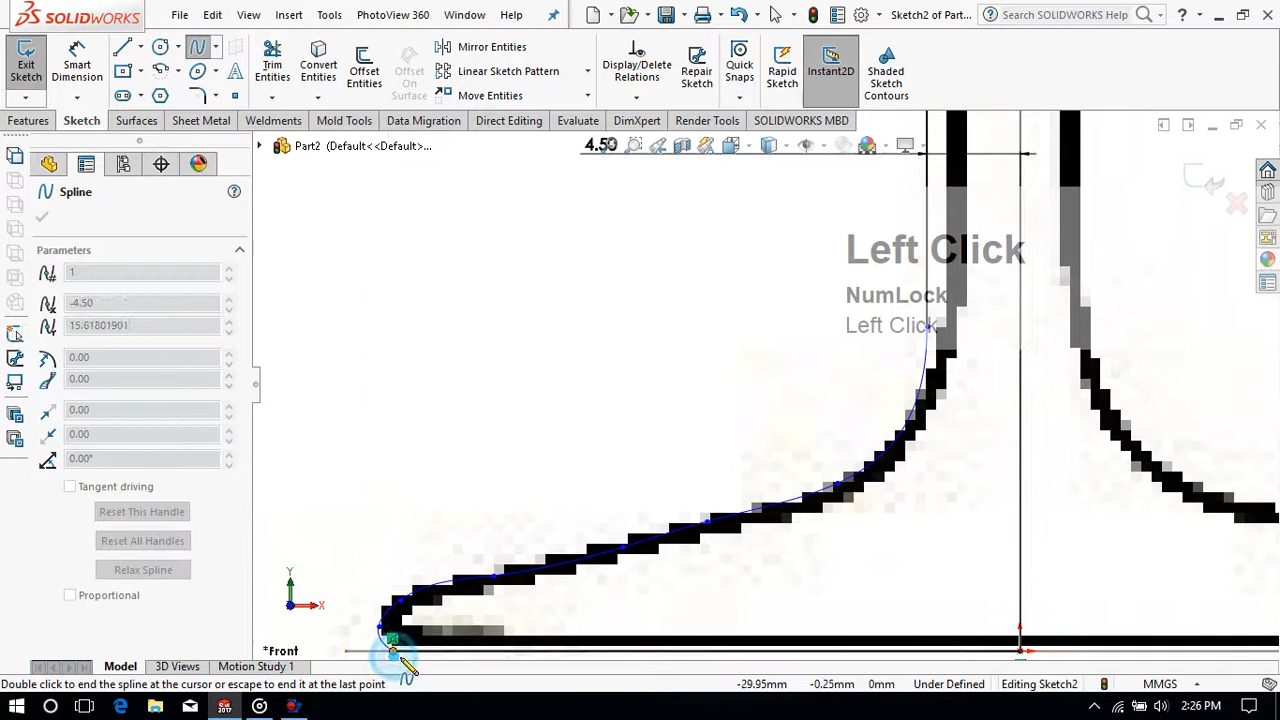 SOLIDWORKS
File Edit View Insert Tools PhotoView 360 Window Help
Sketch2 of Par...
Search SOLIDWORKS Help
Exit Sketch
Smart Dimension
Trim Entities
Convert Entities
Offset Entities
Offset On Surface
Mirror Entities
Linear Sketch Pattern
Move Entities
Display/Delete Relations
Repair Sketch
Quick Snaps
Rapid Sketch
Instant2D
Shaded Sketch Contours
Features Sketch Surfaces Sheet Metal Weldments Mold Tools Data Migration Direct Editing Evaluate DimXpert Render Tools SOLIDWORKS MBD
4.50
Part2 (Default<<Default>...
Spline
Parameters
1
-4.50
15.61801901
0.00
0.00
0.00
0.00
0.00°
Tangent driving
Reset This Handle
Reset All Handles
Relax Spline
Proportional
Left Click
NumLock
Left Click
Y
X
*Front
Model 3D Views Motion Study 1
Double click to end the spline at the cursor or escape to end it at the last point
-29.95mm -0.25mm 0mm Under Defined Editing Sketch2 MMGS
2:26 PM